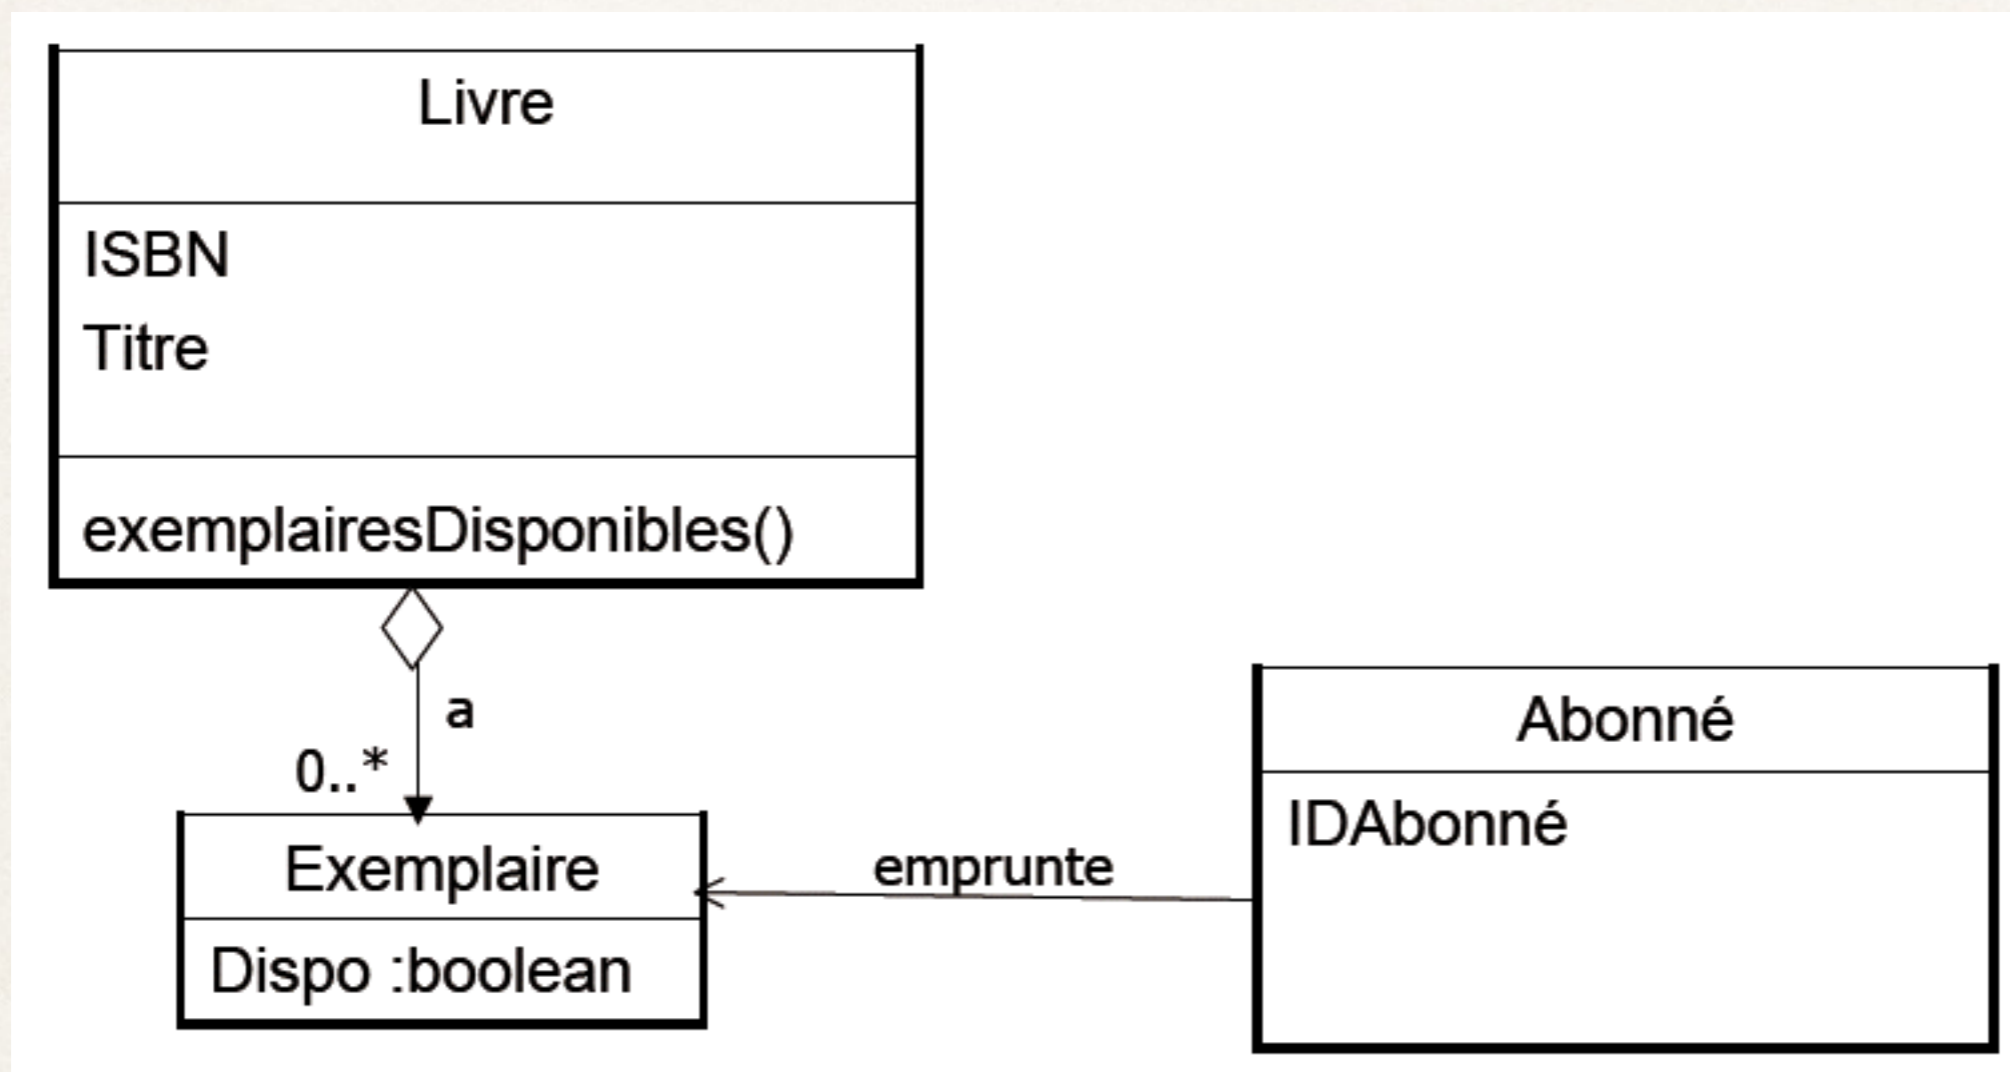 Livre
ISBN
Titre
exemplairesDisponibles()
a
0..*
Exemplaire
Dispo :boolean
emprunte
Abonné
IDAbonné